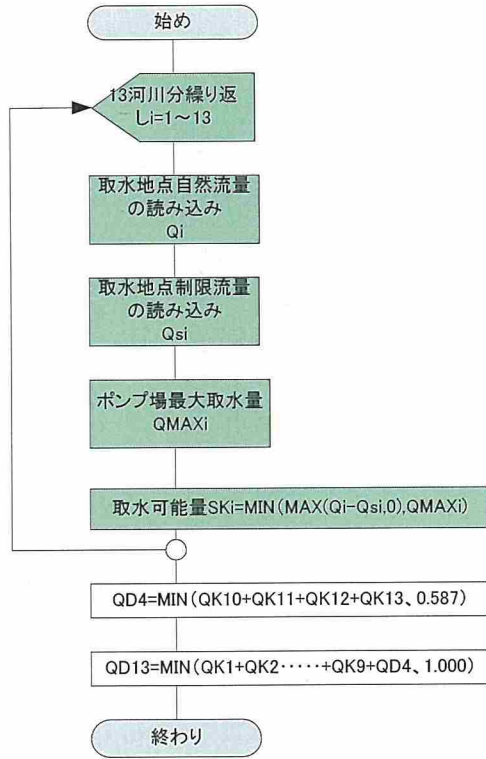 始め
13河川分繰り返
しi=1～13
取水地点自然流量
の読み込み
Qi
取水地点制限流量
の読み込み
Qsi
ポンプ場最大取水量
QMAXi
取水可能量SKi=MIN(MAX(Qi-Qsi,0),QMAXi)
QD4=MIN(QK10+QK11+QK12+QK13、0.587)
QD13=MIN(QK1+QK2‥‥‥+QK9+QD4、1.000)
終わり